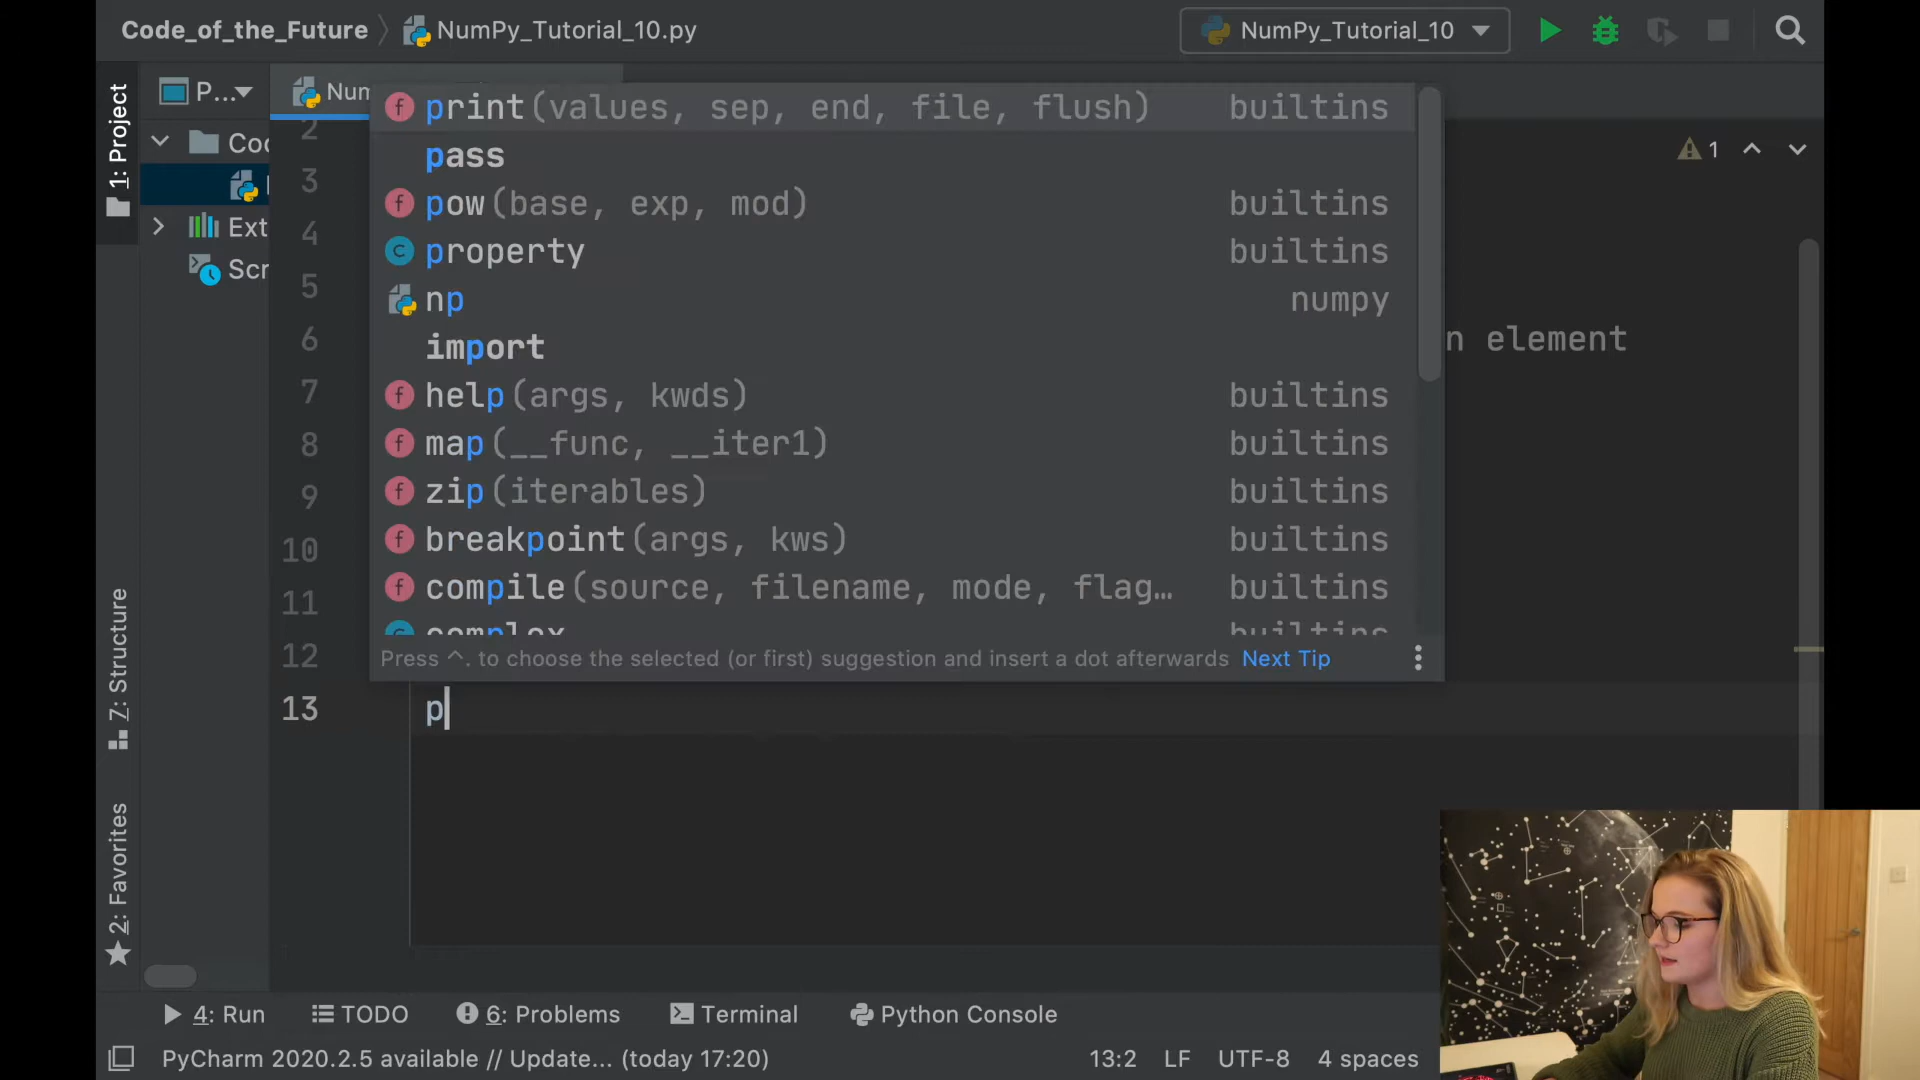 Code_of_the_Future
NumPy_Tutorial_10.py
NumPy_Tutorial_10
1: Project
P...
Num
Ext
7: Structure
2: Favorites
2
3
4
5
6
7
8
9
10
11
12
13
print(values, sep, end, file, flush) builtins
pass
pow(base, exp, mod) builtins
property builtins
np numpy
import
help(args, kwds) builtins
map(__func, __iter1) builtins
zip(iterables) builtins
breakpoint(args, kws) builtins
compile(source, filename, mode, flag... builtins
complex builtins
Press ^. to choose the selected (or first) suggestion and insert a dot afterwards Next Tip
1
n element
p
4: Run
TODO
6: Problems
Terminal
Python Console
PyCharm 2020.2.5 available // Update... (today 17:20)
13:2 LF UTF-8 4 spaces